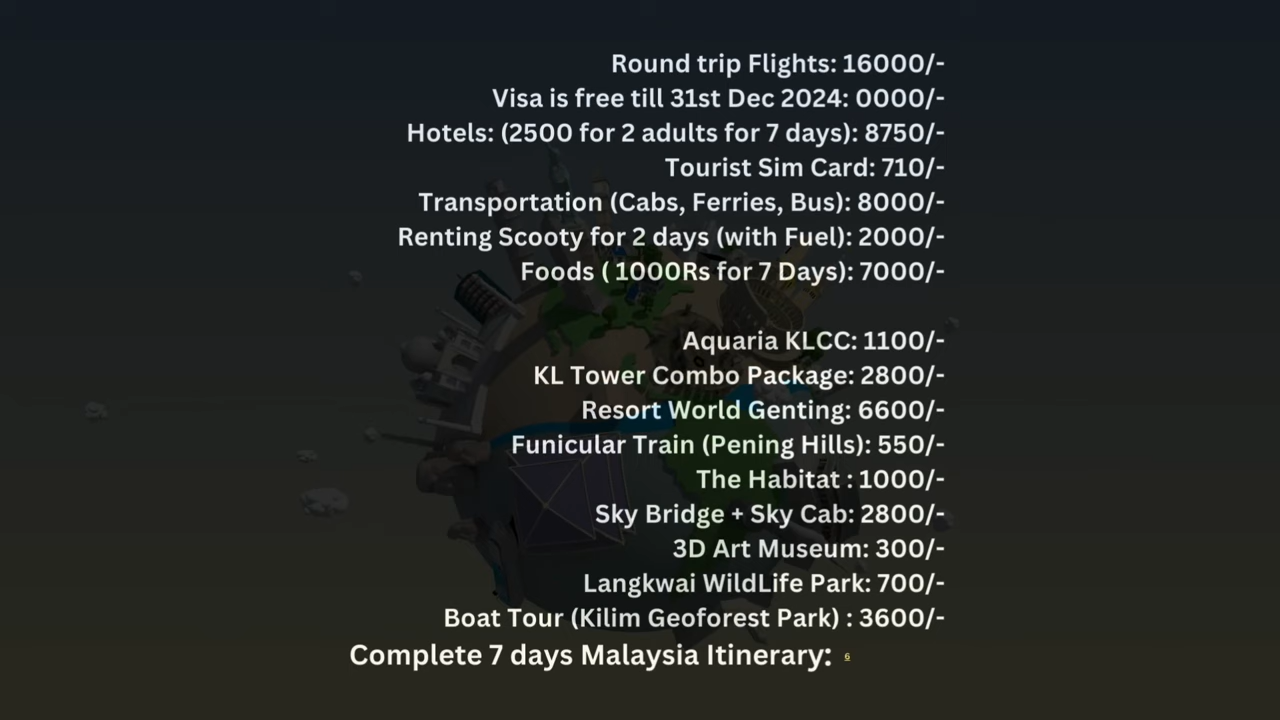 Round trip Flights: 16000/-
Visa is free till 31st Dec 2024: 0000/-
Hotels: (2500 for 2 adults for 7 days): 8750/-
Tourist Sim Card: 710/-
Transportation (Cabs, Ferries, Bus): 8000/-
Renting Scooty for 2 days (with Fuel): 2000/-
Foods ( 1000Rs for 7 Days): 7000/-
Aquaria KLCC: 1100/-
KL Tower Combo Package: 2800/-
Resort World Genting: 6600/-
Funicular Train (Pening Hills): 550/-
The Habitat : 1000/-
Sky Bridge + Sky Cab: 2800/-
3D Art Museum: 300/-
Langkwai WildLife Park: 700/-
Boat Tour (Kilim Geoforest Park) : 3600/-
Complete 7 days Malaysia Itinerary: 6